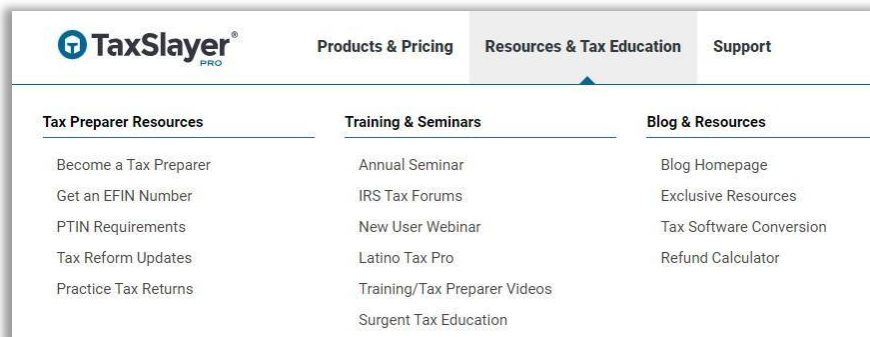 TaxSlayer®
PRO
Products & Pricing
Resources & Tax Education
Support
Tax Preparer Resources
Become a Tax Preparer
Get an EFIN Number
PTIN Requirements
Tax Reform Updates
Practice Tax Returns
Training & Seminars
Annual Seminar
IRS Tax Forums
New User Webinar
Latino Tax Pro
Training/Tax Preparer Videos
Surgent Tax Education
Blog & Resources
Blog Homepage
Exclusive Resources
Tax Software Conversion
Refund Calculator